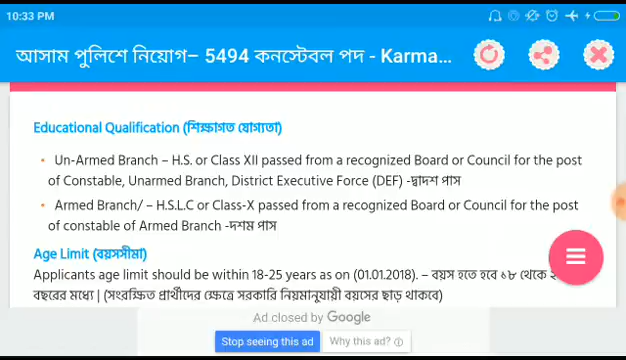 10:33 PM
আসাম পুলিশে নিয়োগ– 5494 কনস্টেবল পদ - Karma...
Educational Qualification (শিক্ষাগত যোগ্যতা)
• Un-Armed Branch – H.S. or Class XII passed from a recognized Board or Council for the post
of Constable, Unarmed Branch, District Executive Force (DEF) -দ্বাদশ পাস
• Armed Branch/ – H.S.L.C or Class-X passed from a recognized Board or Council for the post
of constable of Armed Branch -দশম পাস
Age Limit (বয়সসীমা)
Applicants age limit should be within 18-25 years as on (01.01.2018). – বয়স হতে হবে ১৮ থেকে
বছরের মধ্যে | (সংরক্ষিত প্রার্থীদের ক্ষেত্রে সরকারি নিয়মানুযায়ী বয়সের ছাড় থাকবে)
Ad closed by Google
Stop seeing this ad Why this ad?